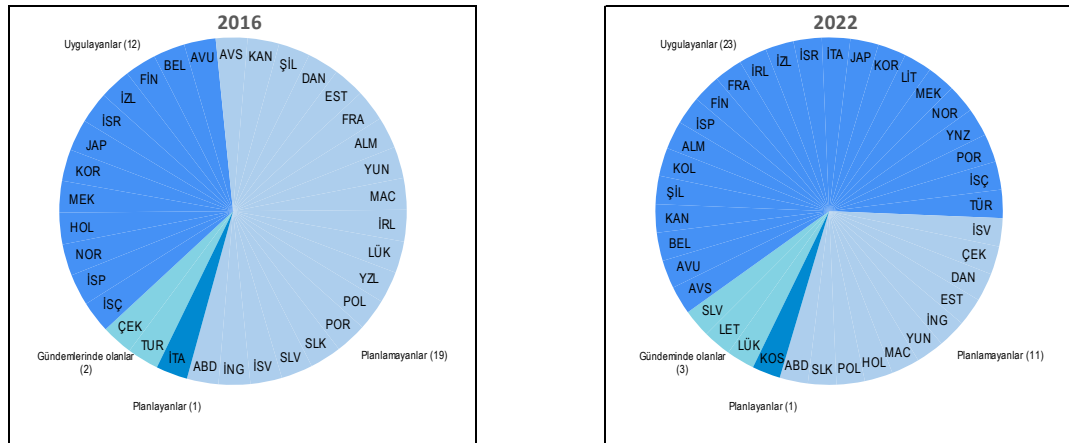 2016
Uygulayanlar (12)
AVU
AVS
KAN
ŞİL
DAN
EST
FRA
ALM
YUN
MAC
İRL
LÜK
YZL
POL
POR
SLK
SLV
İSV
İNG
ABD
İTA
TUR
ÇEK
İSÇ
İSP
NOR
HOL
MEK
KOR
JAP
İSR
İZL
FİN
BEL
Planlamayanlar (19)
Gündemlerinde olanlar
(2)
Planlayanlar (1)
2022
Uygulayanlar (23)
İTA
JAP
KOR
LİT
MEK
NOR
YNZ
POR
İSÇ
TÜR
İSV
ÇEK
DAN
EST
İNG
YUN
MAC
HOL
POL
SLK
ABD
KOS
LÜK
LET
SLV
AVS
AVU
BEL
KAN
ŞİL
KOL
ALM
İSP
FİN
FRA
İRL
İZL
İSR
Planlamayanlar (11)
Gündeminde olanlar
(3)
Planlayanlar (1)